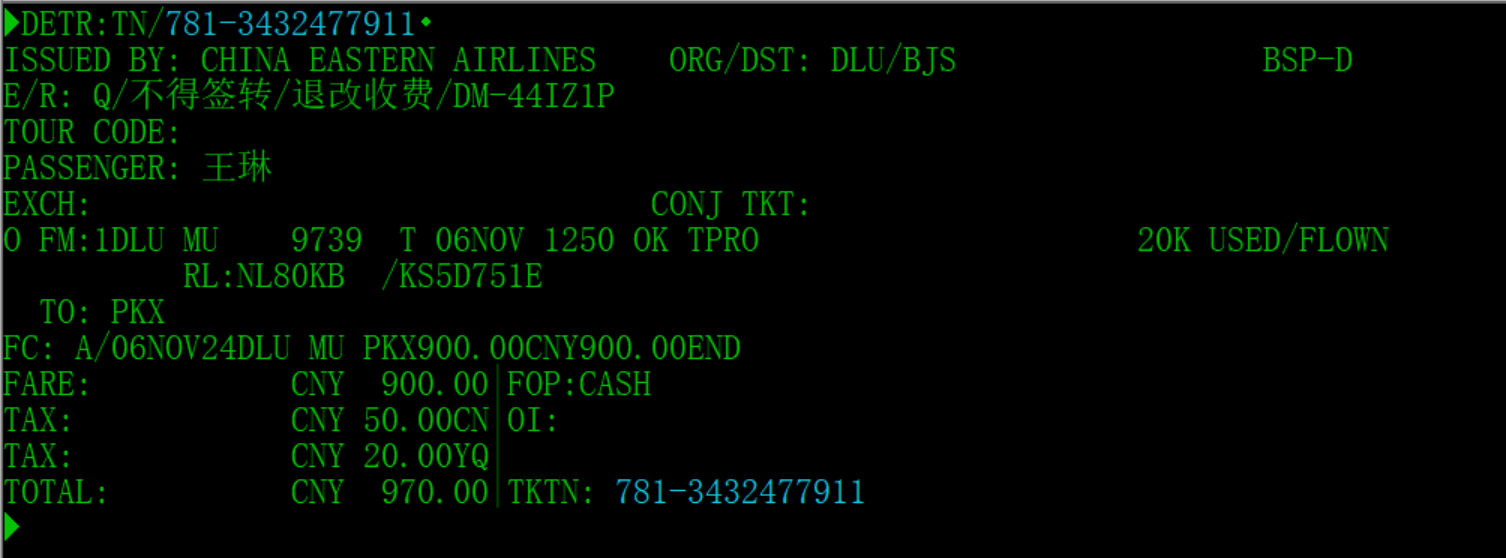 ▶DETR:TN/781-3432477911•
ISSUED BY: CHINA EASTERN AIRLINES    ORG/DST: DLU/BJS                 BSP-D
E/R: Q/不得签转/退改收费/DM-44IZ1P
TOUR CODE:
PASSENGER: 王琳
EXCH:                               CONJ TKT:
O FM:1DLU MU    9739  T 06NOV 1250 OK TPRO                     20K USED/FLOWN
          RL:NL80KB  /KS5D751E
  TO: PKX
FC: A/06NOV24DLU MU PKX900.00CNY900.00END
FARE:           CNY  900.00|FOP:CASH
TAX:            CNY 50.00CN|OI:
TAX:            CNY 20.00YQ|
TOTAL:          CNY  970.00|TKTN: 781-3432477911
▶